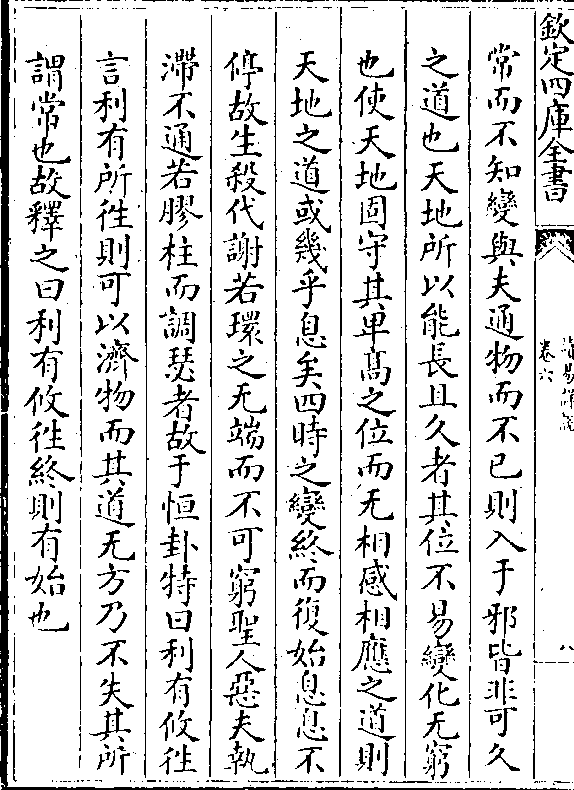 欽定四庫全書
卷六
八
常而不知變與夫通物而不已則入于邪皆非可久
之道也天地所以能長且久者其位不易變化无窮
也使天地固守其卑髙之位而无相感相應之道則
天地之道或幾乎息矣四時之變終而復始息息不
停故生殺代謝若環之无端而不可窮聖人惡夫執
滯不通若膠柱而調瑟者故于恒卦特曰利有攸徃
言利有所徃則可以濟物而其道无方乃不失其所
謂常也故釋之曰利有攸徃終則有始也